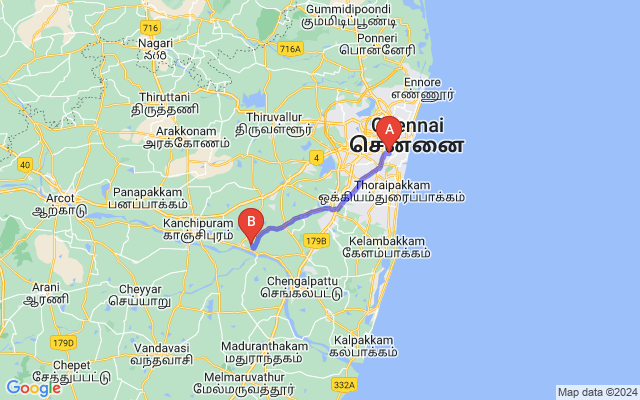 Gummidipoondi
கும்மிடிப்பூண்டி
716
Ponneri
பொன்னேரி
Nagari
నగరి
716A
Ennore
எண்ணூர்
Thiruttani
திருத்தணி
Thiruvallur
திருவள்ளூர்
A
Chennai
சென்னை
Arakkonam
அரக்கோணம்
40
4
Thoraipakkam
ஒக்கியம்துரைப்பாக்கம்
Panapakkam
பனப்பாக்கம்
Arcot
ஆற்காடு
B
Kanchipuram
காஞ்சிபுரம்
179B
Kelambakkam
கேளம்பாக்கம்
Chengalpattu
செங்கல்பட்டு
Cheyyar
செய்யாறு
Arani
ஆரணி
179D
Kalpakkam
கல்பாக்கம்
Vandavasi
வந்தவாசி
Maduranthakam
மதுராந்தகம்
Chepet
சேத்துப்பட்டு
Melmaruvathur
மேல்மருவத்தூர்
332A
Google
Map data ©2024